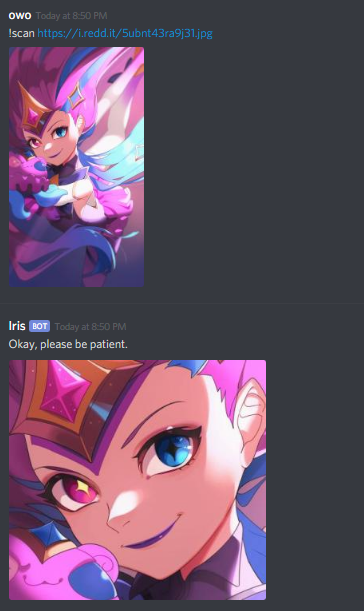 owo Today at 8:50 PM
!scan https://i.redd.it/5ubnt43ra9j31.jpg
Iris BOT Today at 8:50 PM
Okay, please be patient.